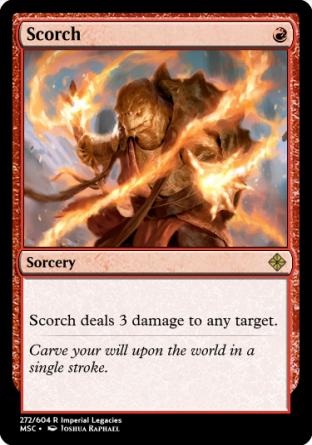 Scorch
Sorcery
Scorch deals 3 damage to any target.
Carve your will upon the world in a
single stroke.
272/604 R Imperial Legacies
MSC • Joshua Raphael